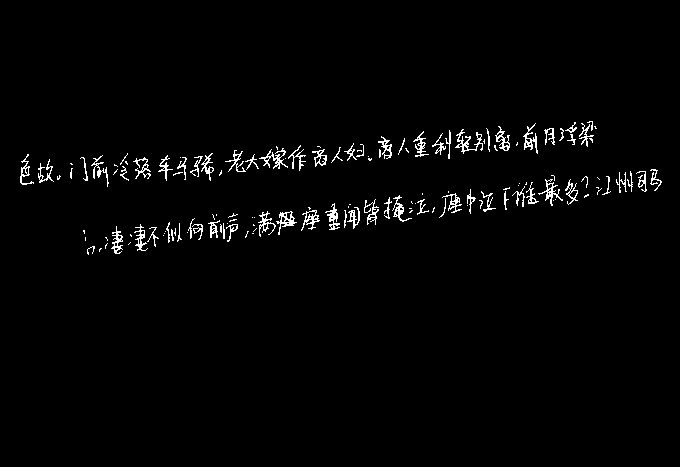 色故。门前冷落车马稀,老大嫁作商人妇。商人重利轻别离,前月浮梁
凄凄不似向前声,满座重闻皆掩泣,座中泣下谁最多?江州司马